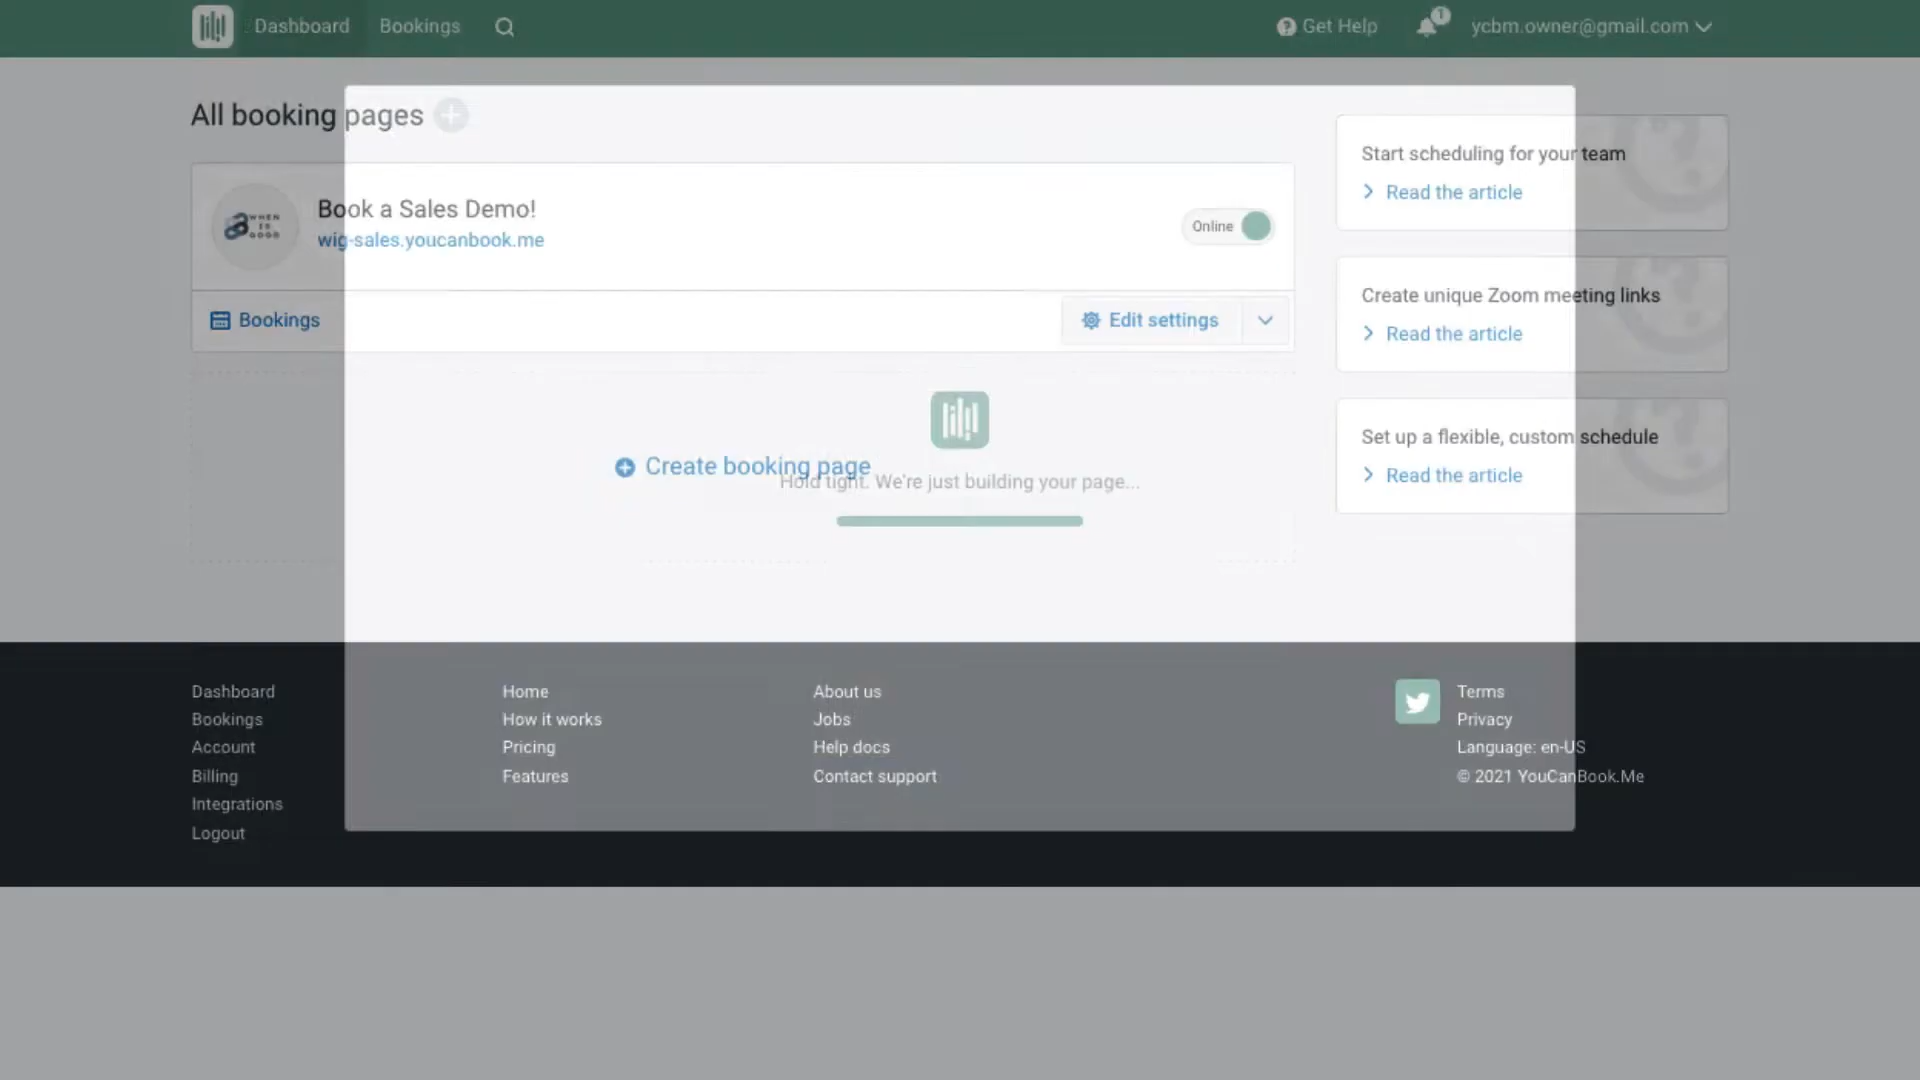 Dashboard
Bookings
Get Help
1
ycbm.owner@gmail.com
All booking pages
WHEN
IS
GOOD
Book a Sales Demo!
wig-sales.youcanbook.me
Online
Bookings
Edit settings
Create booking page
Hold tight. We're just building your page...
Start scheduling for your team
Read the article
Create unique Zoom meeting links
Read the article
Set up a flexible, custom schedule
Read the article
Dashboard
Bookings
Account
Billing
Integrations
Logout
Home
How it works
Pricing
Features
About us
Jobs
Help docs
Contact support
Terms
Privacy
Language: en-US
© 2021 YouCanBook.Me